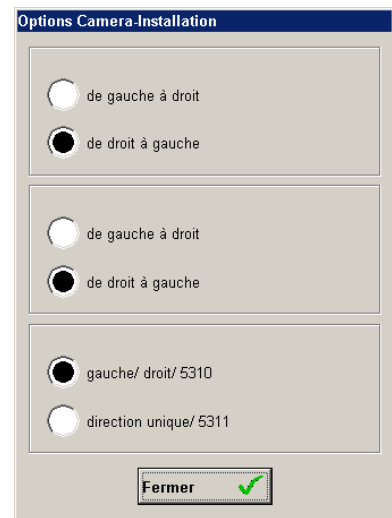 Options Camera-Installation
de gauche à droit
de droit à gauche
de gauche à droit
de droit à gauche
gauche/ droit/ 5310
direction unique/ 5311
Fermer